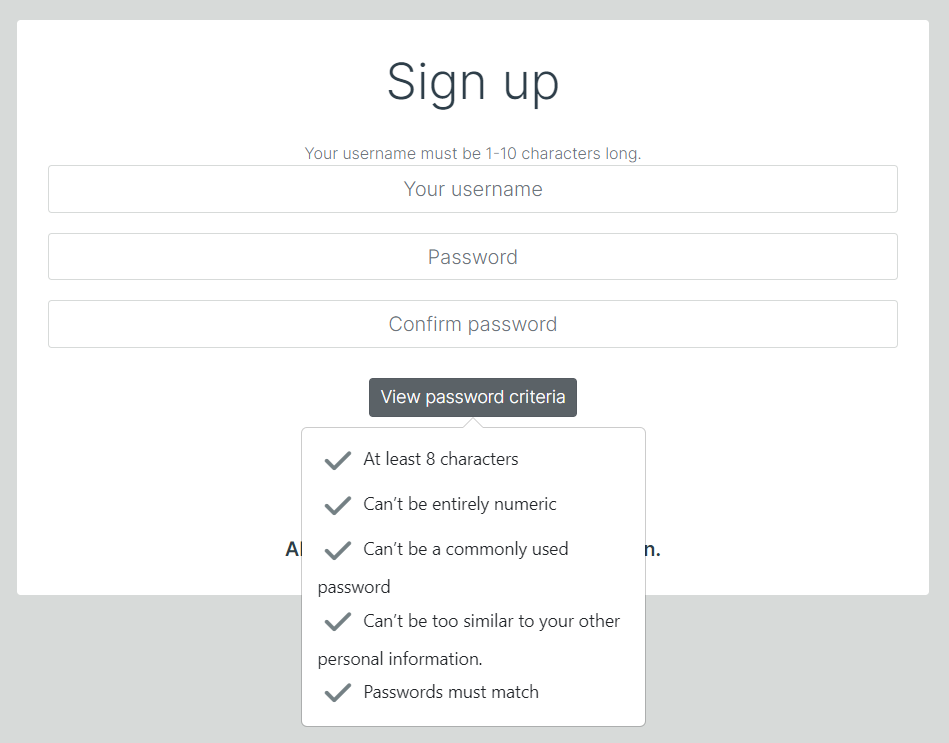 Sign up
Your username must be 1-10 characters long.
Your username
Password
Confirm password
View password criteria
At least 8 characters
Can't be entirely numeric
Can't be a commonly used
password
Can't be too similar to your other
personal information.
Passwords must match